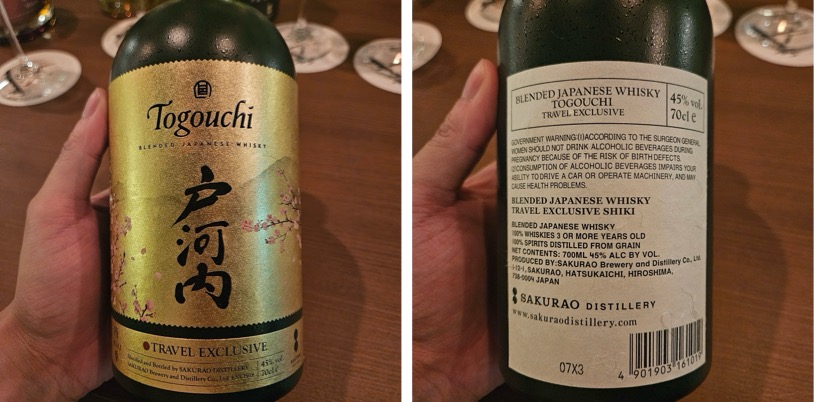 Togouchi
BLENDED JAPANESE WHISKY
戸河内
TRAVEL EXCLUSIVE
Distilled and Bottled by SAKURAO DISTILLERY
SAKURAO Brewery and Distillery Co., Ltd.
45% vol
70cl e
BLENDED JAPANESE WHISKY
TOGOUCHI
TRAVEL EXCLUSIVE
45% vol.
70cl e
GOVERNMENT WARNING:(1)ACCORDING TO THE SURGEON GENERAL,
WOMEN SHOULD NOT DRINK ALCOHOLIC BEVERAGES DURING
PREGNANCY BECAUSE OF THE RISK OF BIRTH DEFECTS.
(2)CONSUMPTION OF ALCOHOLIC BEVERAGES IMPAIRS YOUR
ABILITY TO DRIVE A CAR OR OPERATE MACHINERY, AND MAY
CAUSE HEALTH PROBLEMS.
BLENDED JAPANESE WHISKY
TRAVEL EXCLUSIVE SHIKI
BLENDED JAPANESE WHISKY
100% WHISKIES 3 OR MORE YEARS OLD
100% SPIRITS DISTILLED FROM GRAIN
NET CONTENTS: 700ML 45% ALC BY VOL.
PRODUCED BY:SAKURAO Brewery and Distillery Co., Ltd.
1-12-1, SAKURAO, HATSUKAICHI, HIROSHIMA,
738-0004 JAPAN
SAKURAO DISTILLERY
www.sakuraodistillery.com
07X3
4 901903 161019